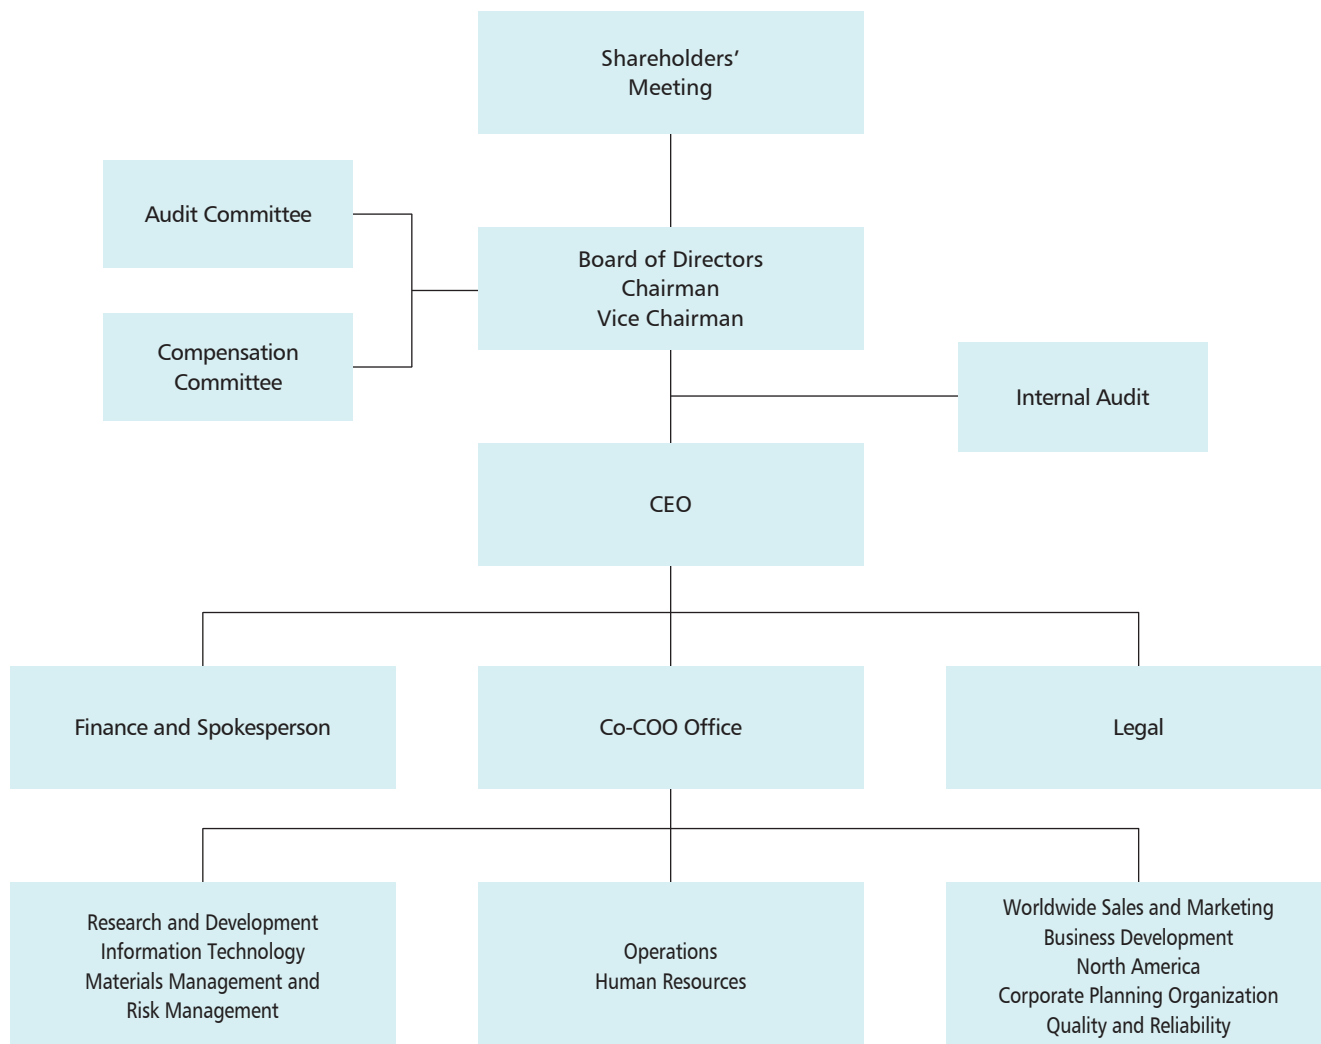 Shareholders’
Meeting
Audit Committee
Board of Directors
Chairman
Vice Chairman
Compensation
Committee
Internal Audit
CEO
Finance and Spokesperson
Co-COO Office
Legal
Research and Development
Information Technology
Materials Management and
Risk Management
Operations
Human Resources
Worldwide Sales and Marketing
Business Development
North America
Corporate Planning Organization
Quality and Reliability